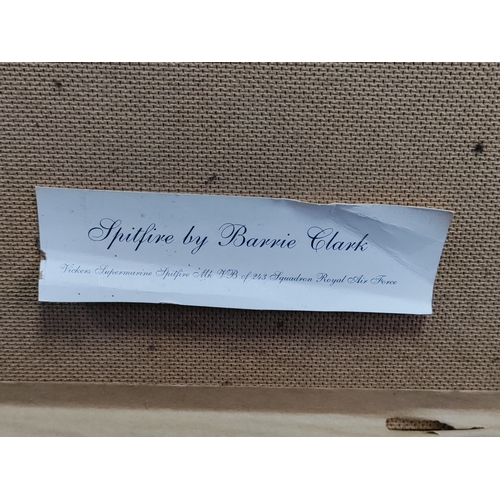 Spitfire by Barrie Clark
Vickers Supermarine Spitfire Mk VB of 243 Squadron Royal Air Force